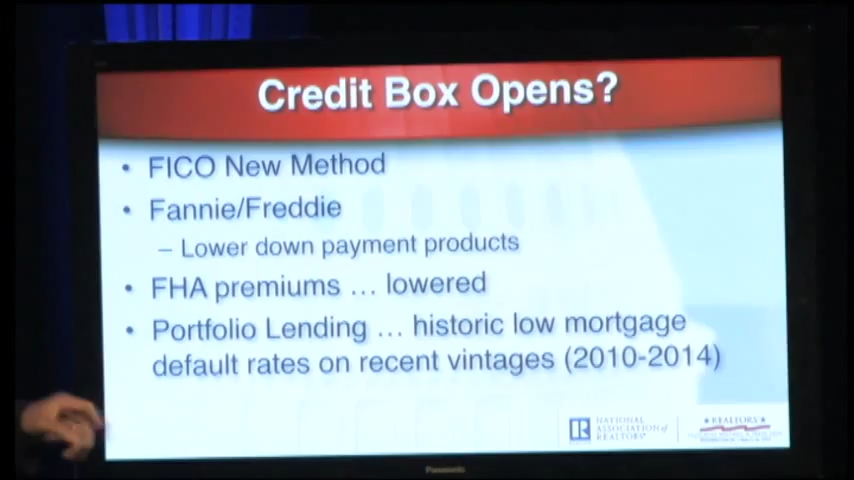 Credit Box Opens?
• FICO New Method
• Fannie/Freddie
– Lower down payment products
• FHA premiums … lowered
• Portfolio Lending … historic low mortgage
default rates on recent vintages (2010-2014)
NATIONAL
ASSOCIATION of
REALTORS®
REALTORS
Panasonic